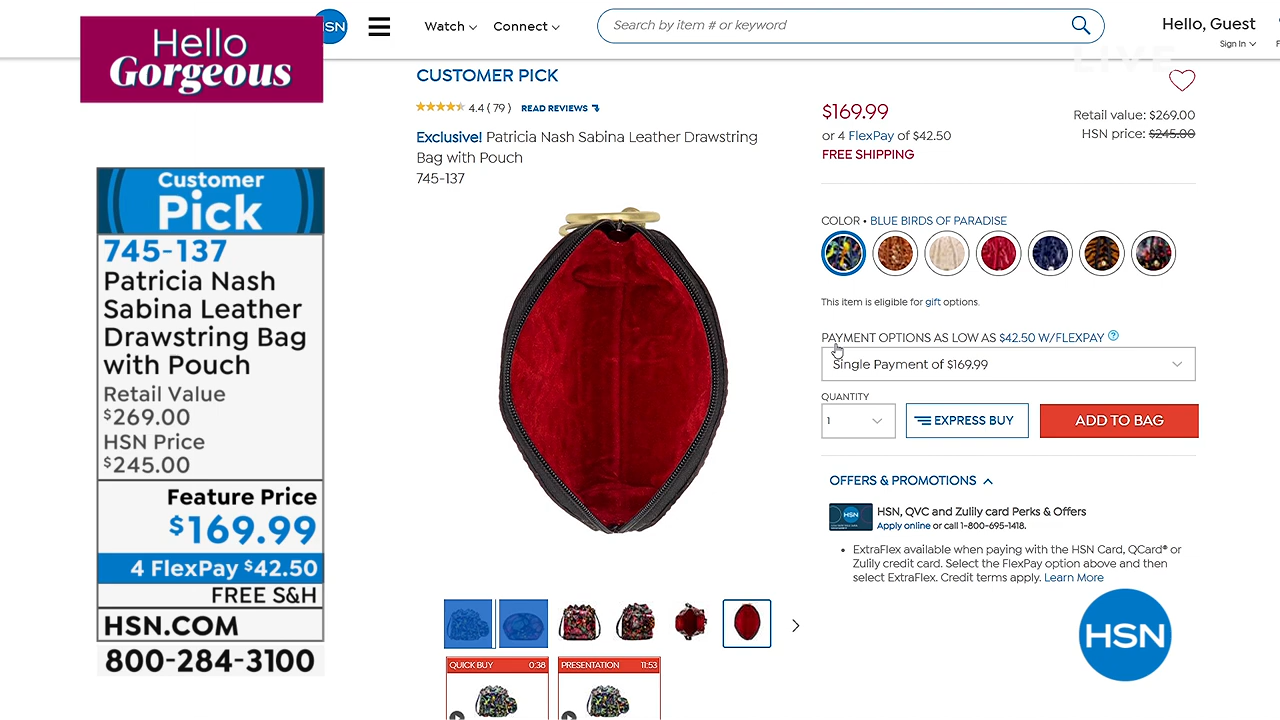 Hello
Gorgeous
HSN
Watch
Connect
Search by item # or keyword
Hello, Guest
Sign In
LIVE
Customer
Pick
745-137
Patricia Nash
Sabina Leather
Drawstring Bag
with Pouch
Retail Value
$269.00
HSN Price
$245.00
Feature Price
$169.99
4 FlexPay $42.50
FREE S&H
HSN.COM
800-284-3100
CUSTOMER PICK
4.4 ( 79 ) READ REVIEWS
Exclusive! Patricia Nash Sabina Leather Drawstring
Bag with Pouch
745-137
$169.99
or 4 FlexPay of $42.50
FREE SHIPPING
Retail value: $269.00
HSN price: $245.00
COLOR • BLUE BIRDS OF PARADISE
This item is eligible for gift options.
PAYMENT OPTIONS AS LOW AS $42.50 W/FLEXPAY ?
Single Payment of $169.99
QUANTITY
1
EXPRESS BUY
ADD TO BAG
OFFERS & PROMOTIONS
HSN
HSN, QVC and Zulily card Perks & Offers
Apply online or call 1-800-695-1418.
• ExtraFlex available when paying with the HSN Card, QCard® or
Zulily credit card. Select the FlexPay option above and then
select ExtraFlex. Credit terms apply. Learn More
QUICK BUY 0:38
PRESENTATION 11:53
HSN